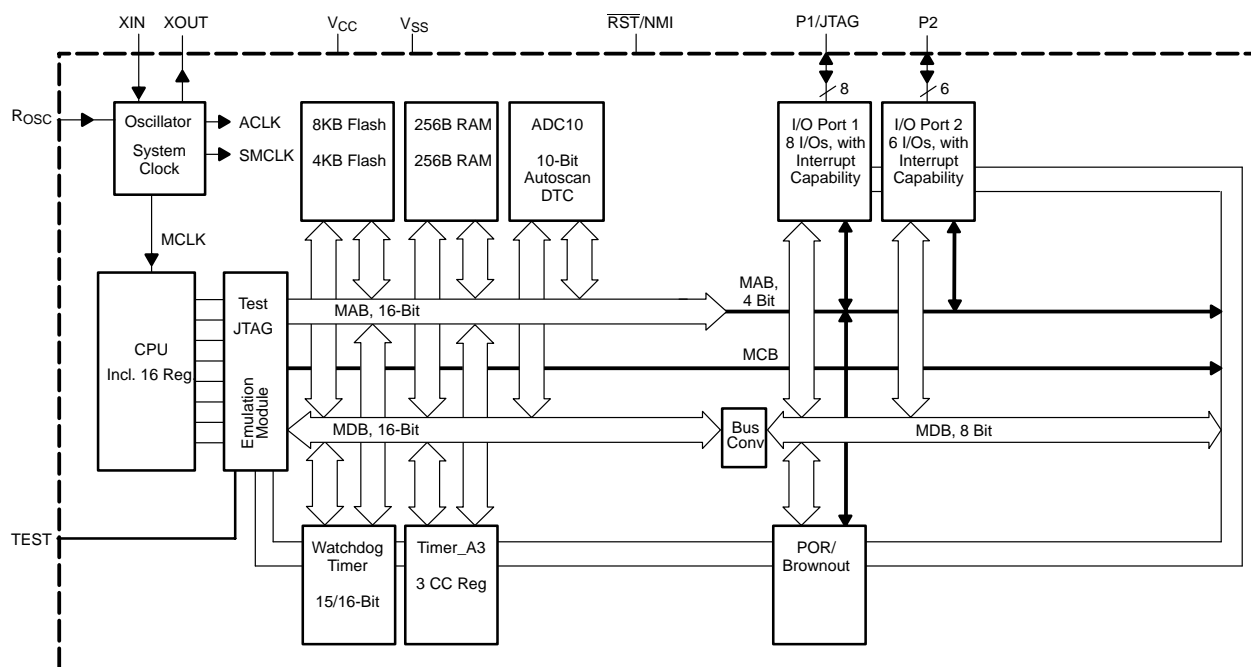 XIN
XOUT
VCC
VSS
RST/NMI
P1/JTAG
P2
8
6
ROSC
Oscillator
System
Clock
ACLK
SMCLK
8KB Flash
4KB Flash
256B RAM
256B RAM
ADC10
10-Bit
Autoscan
DTC
I/O Port 1
8 I/Os, with
Interrupt
Capability
I/O Port 2
6 I/Os, with
Interrupt
Capability
MCLK
CPU
Incl. 16 Reg.
Test
JTAG
Emulation
Module
MAB, 16-Bit
MAB,
4 Bit
MCB
MDB, 16-Bit
Bus
Conv
MDB, 8 Bit
TEST
Watchdog
Timer
15/16-Bit
Timer_A3
3 CC Reg
POR/
Brownout